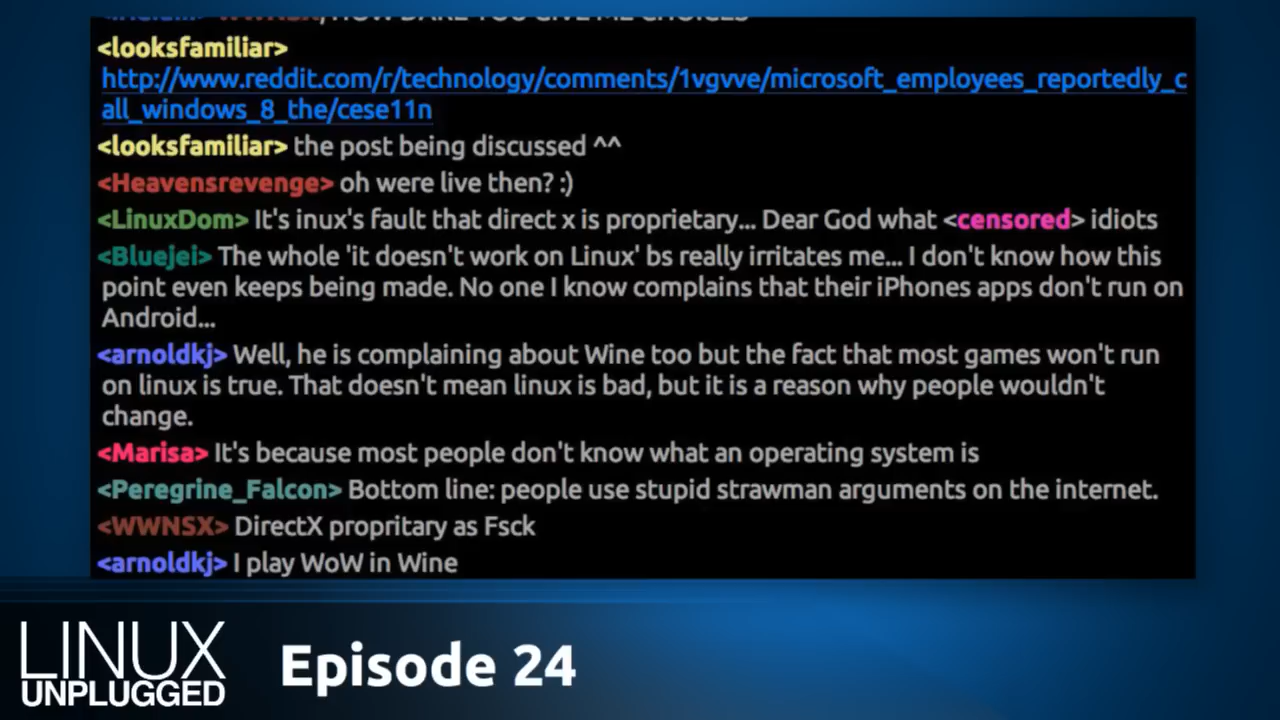 WWNSX, HOW DARE YOU GIVE ME CHOICES
<looksfamiliar>
http://www.reddit.com/r/technology/comments/1vgvve/microsoft_employees_reportedly_c
all_windows_8_the/cese11n
<looksfamiliar> the post being discussed ^^
<Heavensrevenge> oh were live then? :)
<LinuxDom> It's inux's fault that direct x is proprietary... Dear God what <censored> idiots
<Bluejei> The whole 'it doesn't work on Linux' bs really irritates me... I don't know how this
point even keeps being made. No one I know complains that their iPhones apps don't run on
Android...
<arnoldkj> Well, he is complaining about Wine too but the fact that most games won't run
on linux is true. That doesn't mean linux is bad, but it is a reason why people wouldn't
change.
<Marisa> It's because most people don't know what an operating system is
<Peregrine_Falcon> Bottom line: people use stupid strawman arguments on the internet.
<WWNSX> DirectX propritary as Fsck
<arnoldkj> I play WoW in Wine
LINUX
UNPLUGGED
Episode 24